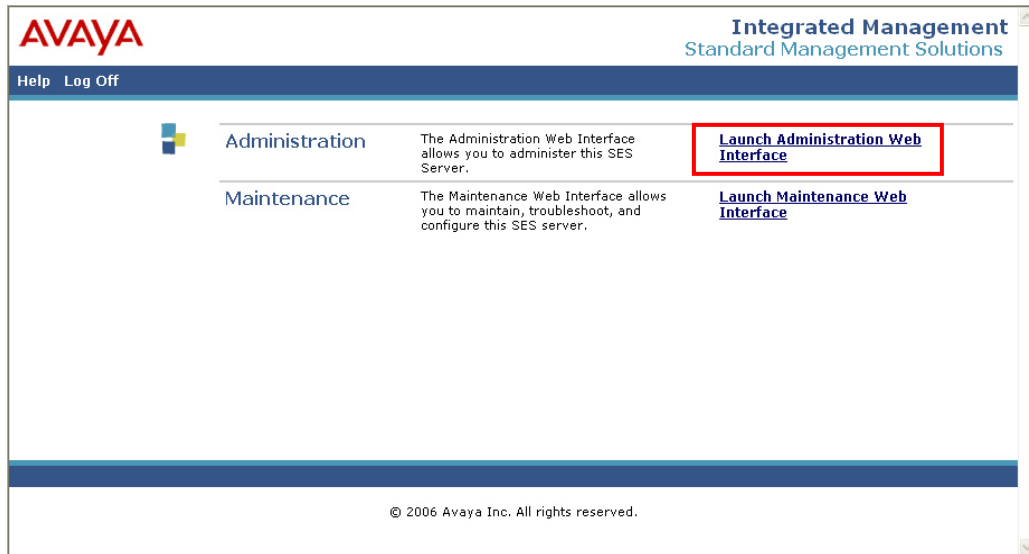 AVAYA
Integrated Management
Standard Management Solutions
Help Log Off
Administration
The Administration Web Interface
allows you to administer this SES
Server.
Launch Administration Web
Interface
Maintenance
The Maintenance Web Interface allows
you to maintain, troubleshoot, and
configure this SES server.
Launch Maintenance Web
Interface
© 2006 Avaya Inc. All rights reserved.